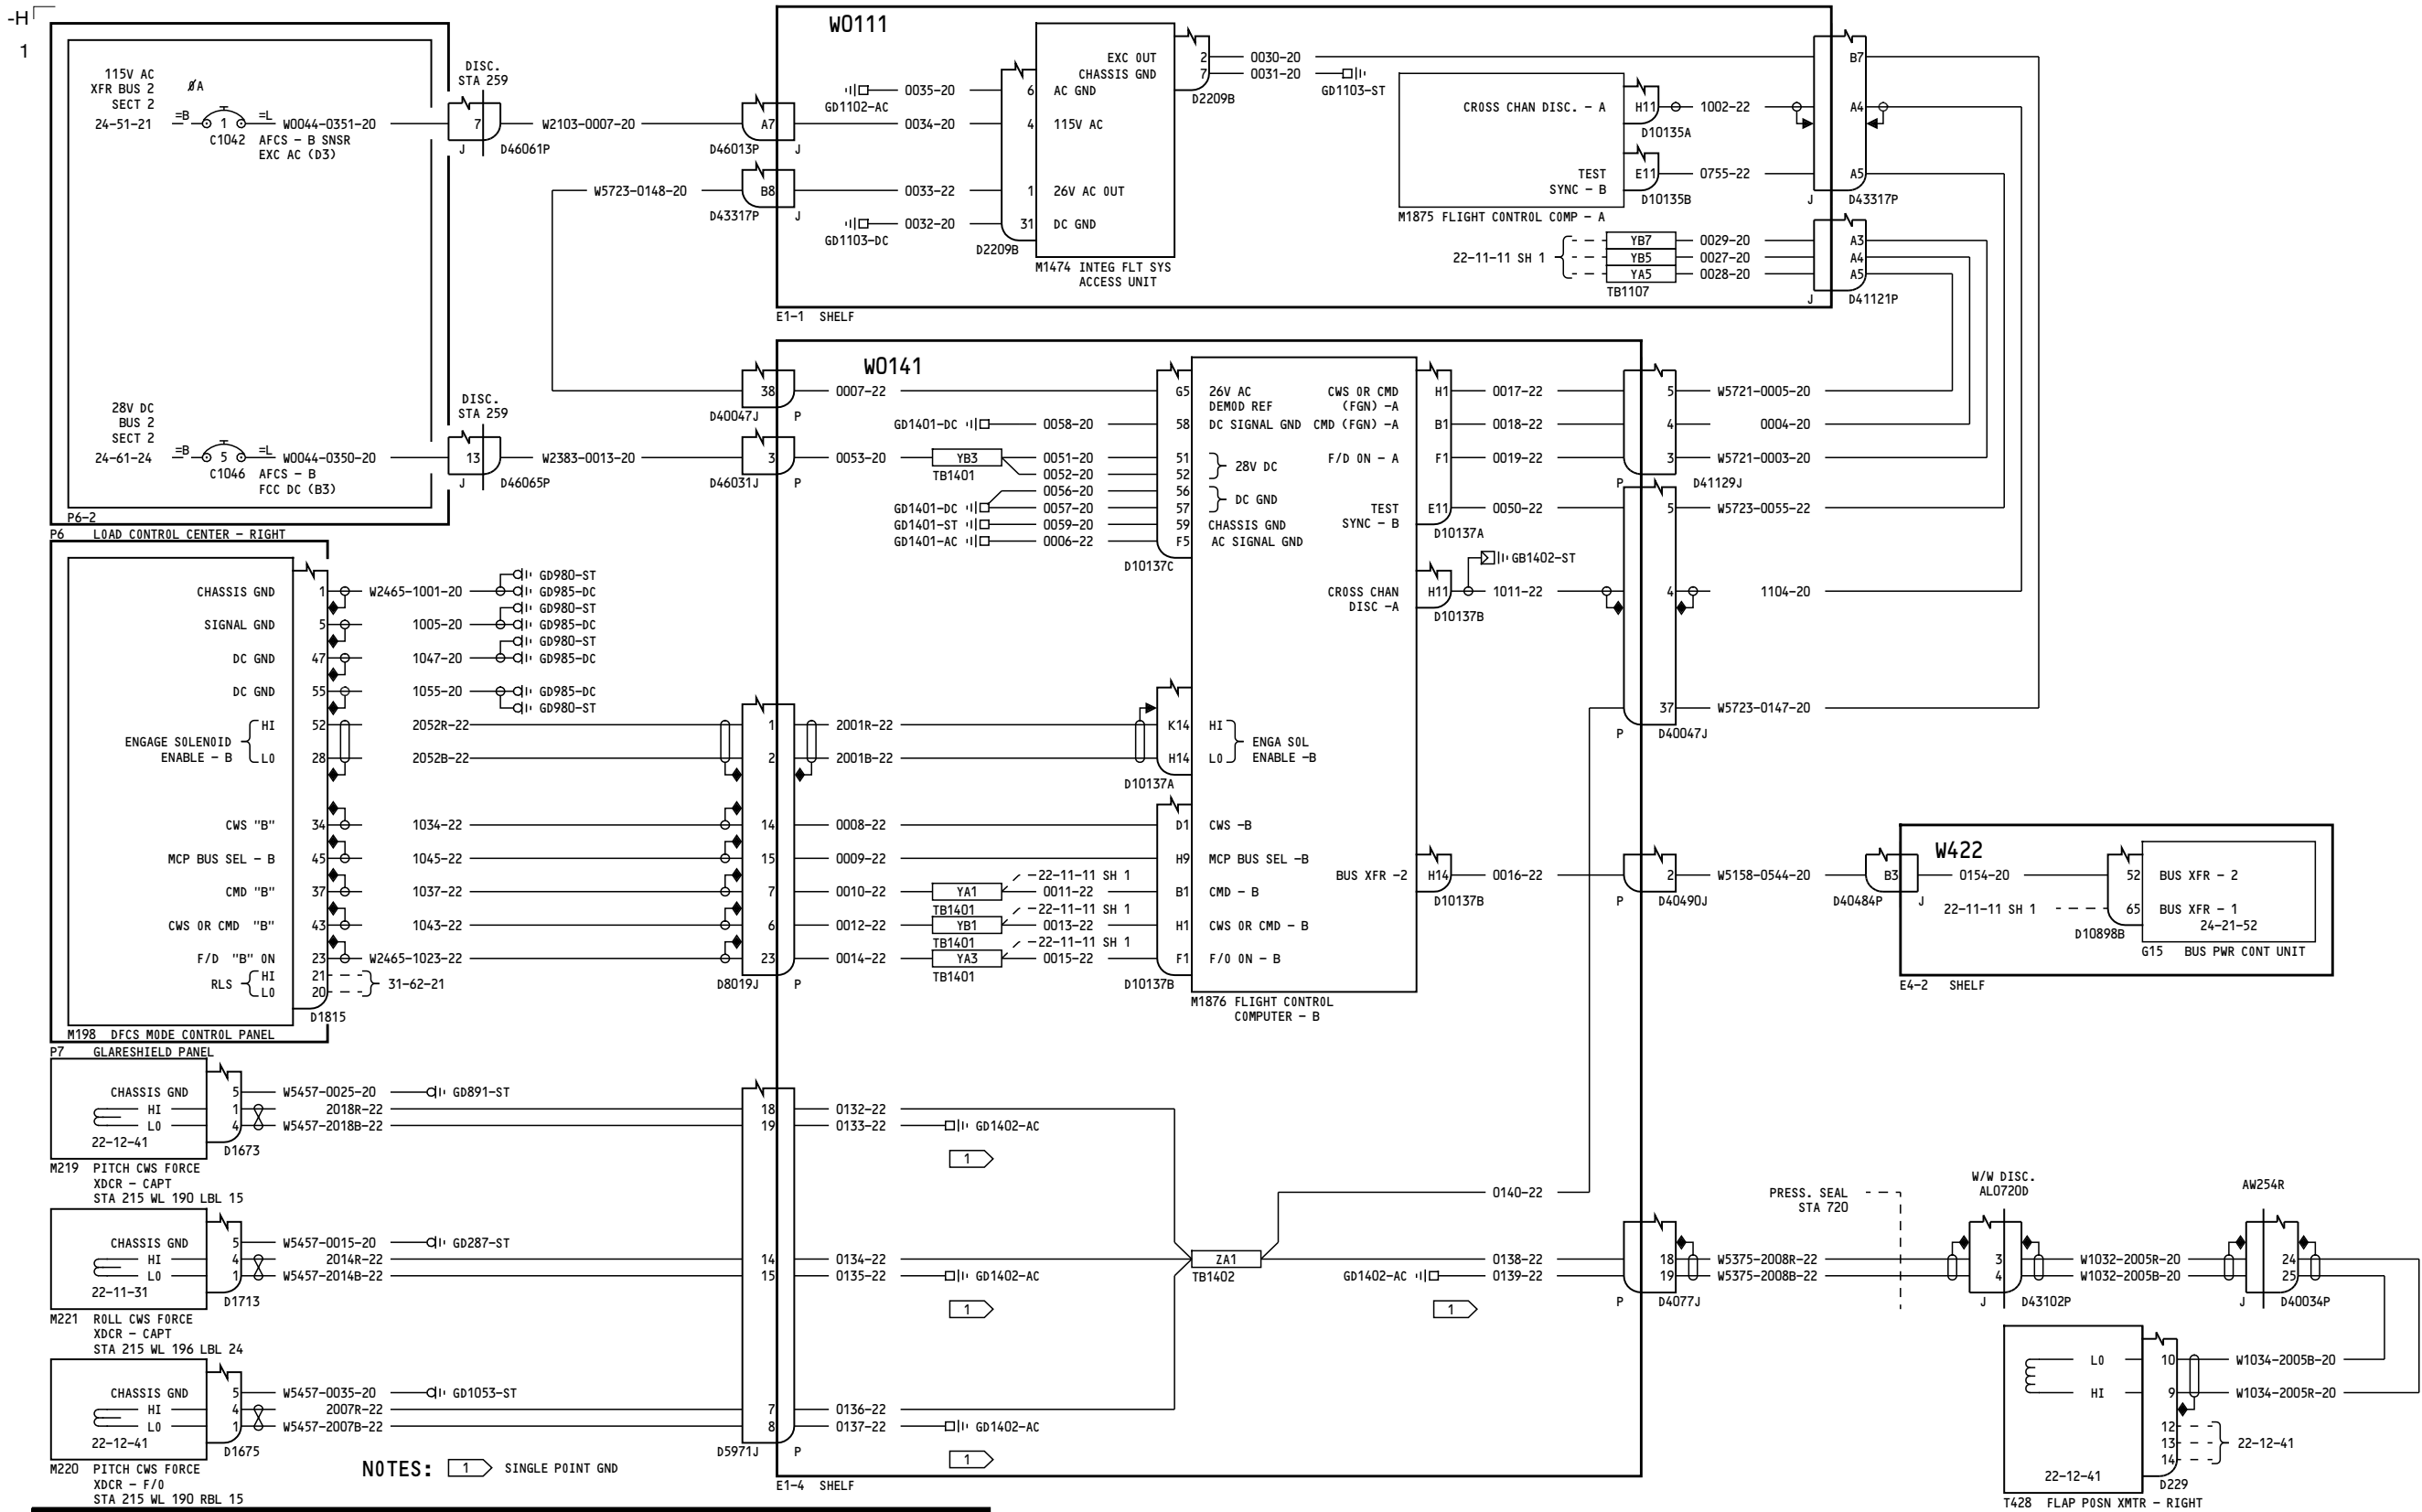 -H
1
115V AC
XFR BUS 2
SECT 2
24-51-21
ØA
=B
1
=L
C1042
W0044-0351-20
AFCS - B SNSR
EXC AC (D3)
DISC.
STA 259
7
J
D46061P
W2103-0007-20
A7
D46013P
J
28V DC
BUS 2
SECT 2
24-61-24
=B
5
=L
C1046
W0044-0350-20
AFCS - B
FCC DC (B3)
DISC.
STA 259
13
J
D46065P
W2383-0013-20
3
D46031J
P
P6-2
P6 LOAD CONTROL CENTER - RIGHT
W0111
GD1102-AC
0035-20
6
AC GND
0034-20
4
115V AC
W5723-0148-20
B8
D43317P
J
0033-22
1
26V AC OUT
GD1103-DC
0032-20
31
DC GND
D2209B
M1474 INTEG FLT SYS
ACCESS UNIT
EXC OUT
2
0030-20
CHASSIS GND
7
0031-20
GD1103-ST
D2209B
CROSS CHAN DISC. - A
H11
1002-22
D10135A
TEST
SYNC - B
E11
0755-22
D10135B
M1875 FLIGHT CONTROL COMP - A
B7
A4
A5
J
D43317P
22-11-11 SH 1
YB7
0029-20
A3
YB5
0027-20
A4
YA5
0028-20
A5
TB1107
J
D41121P
E1-1 SHELF
W0141
38
D40047J
P
0007-22
G5
26V AC
DEMOD REF
GD1401-DC
0058-20
58
DC SIGNAL GND
0053-20
YB3
TB1401
0051-20
51
0052-20
52
28V DC
0056-20
56
GD1401-DC
0057-20
57
DC GND
GD1401-ST
0059-20
59
CHASSIS GND
GD1401-AC
0006-22
F5
AC SIGNAL GND
D10137C
CWS OR CMD
(FGN) -A
H1
0017-22
5
W5721-0005-20
CMD (FGN) -A
B1
0018-22
4
0004-20
F/D ON - A
F1
0019-22
3
W5721-0003-20
P
D41129J
TEST
SYNC - B
E11
0050-22
5
W5723-0055-22
D10137A
GB1402-ST
CROSS CHAN
DISC -A
H11
1011-22
4
1104-20
D10137B
37
W5723-0147-20
P
D40047J
CHASSIS GND
1
W2465-1001-20
GD980-ST
GD985-DC
SIGNAL GND
5
1005-20
GD980-ST
GD985-DC
DC GND
47
1047-20
GD980-ST
GD985-DC
DC GND
55
1055-20
GD985-DC
GD980-ST
ENGAGE SOLENOID
ENABLE - B
HI
52
2052R-22
1
2001R-22
K14
HI
LO
28
2052B-22
2
2001B-22
H14
LO
ENGA SOL
ENABLE -B
D10137A
CWS "B"
34
1034-22
14
0008-22
D1
CWS -B
MCP BUS SEL - B
45
1045-22
15
0009-22
H9
MCP BUS SEL -B
CMD "B"
37
1037-22
7
0010-22
YA1
TB1401
22-11-11 SH 1
0011-22
B1
CMD - B
CWS OR CMD "B"
43
1043-22
6
0012-22
YB1
TB1401
22-11-11 SH 1
0013-22
H1
CWS OR CMD - B
F/D "B" ON
23
W2465-1023-22
23
0014-22
YA3
TB1401
22-11-11 SH 1
0015-22
F1
F/O ON - B
RLS
HI
21
LO
20
31-62-21
D1815
D8019J
P
D10137B
M198 DFCS MODE CONTROL PANEL
P7 GLARESHIELD PANEL
M1876 FLIGHT CONTROL
COMPUTER - B
BUS XFR -2
H14
0016-22
D10137B
2
P
D40490J
W5158-0544-20
B3
D40484P
J
W422
0154-20
52
BUS XFR - 2
22-11-11 SH 1
65
BUS XFR - 1
24-21-52
D10898B
G15 BUS PWR CONT UNIT
E4-2 SHELF
CHASSIS GND
5
W5457-0025-20
GD891-ST
HI
1
2018R-22
18
0132-22
LO
4
W5457-2018B-22
19
0133-22
GD1402-AC
22-12-41
D1673
1
M219 PITCH CWS FORCE
XDCR - CAPT
STA 215 WL 190 LBL 15
CHASSIS GND
5
W5457-0015-20
GD287-ST
HI
4
2014R-22
14
0134-22
LO
1
W5457-2014B-22
15
0135-22
GD1402-AC
22-11-31
D1713
1
M221 ROLL CWS FORCE
XDCR - CAPT
STA 215 WL 196 LBL 24
CHASSIS GND
5
W5457-0035-20
GD1053-ST
HI
4
2007R-22
7
0136-22
LO
1
W5457-2007B-22
8
0137-22
GD1402-AC
22-12-41
D1675
D5971J
P
1
M220 PITCH CWS FORCE
XDCR - F/0
STA 215 WL 190 RBL 15
NOTES: 1 SINGLE POINT GND
E1-4 SHELF
ZA1
TB1402
0140-22
0138-22
18
W5375-2008R-22
GD1402-AC
0139-22
19
W5375-2008B-22
1
P
D4077J
PRESS. SEAL
STA 720
W/W DISC.
AL0720D
3
4
J
D43102P
W1032-2005R-20
W1032-2005B-20
AW254R
24
25
J
D40034P
LO
10
W1034-2005B-20
HI
9
W1034-2005R-20
12
13
14
22-12-41
22-12-41
D229
T428 FLAP POSN XMTR - RIGHT